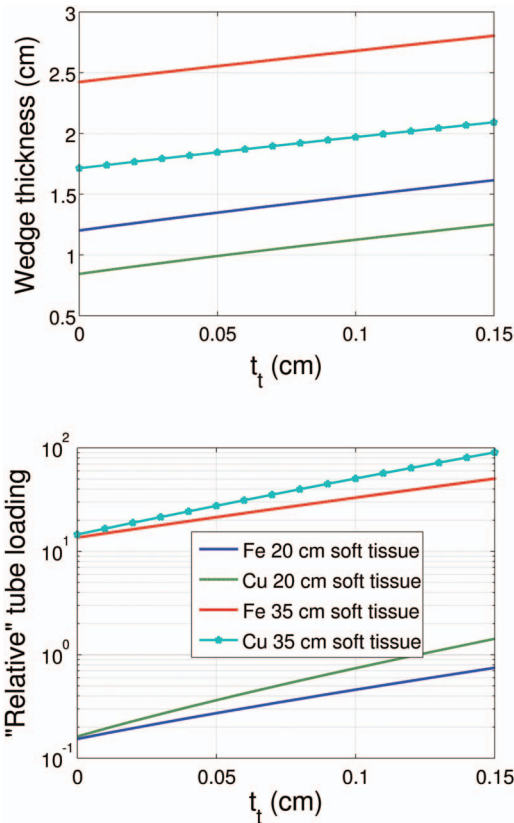 Wedge thickness (cm)
3
2.5
2
1.5
1
0.5
0
0.05
0.1
0.15
t_t (cm)
"Relative" tube loading
10^2
10^1
10^0
10^-1
Fe 20 cm soft tissue
Cu 20 cm soft tissue
Fe 35 cm soft tissue
Cu 35 cm soft tissue
0
0.05
0.1
0.15
t_t (cm)